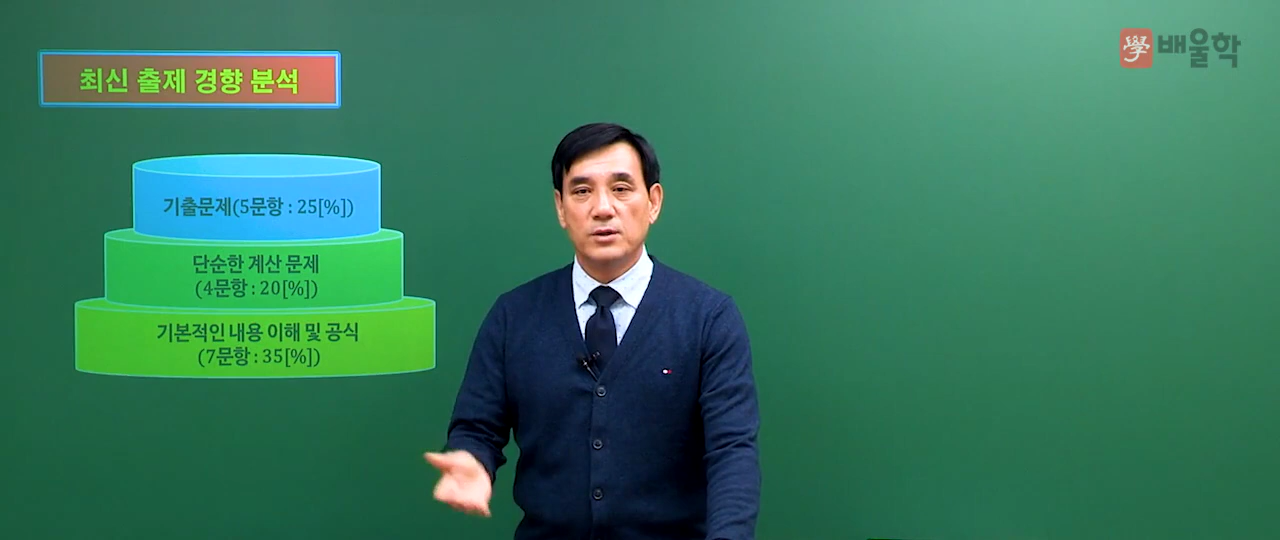 學 배울학
최신 출제 경향 분석
기출문제(5문항 : 25[%])
단순한 계산 문제
(4문항 : 20[%])
기본적인 내용 이해 및 공식
(7문항 : 35[%])